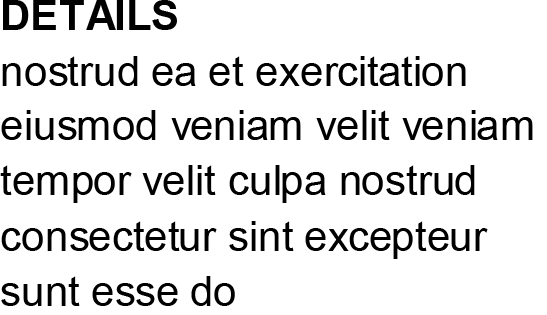 DETAILS
nostrud ea et exercitation
eiusmod veniam velit veniam
tempor velit culpa nostrud
consectetur sint excepteur
sunt esse do